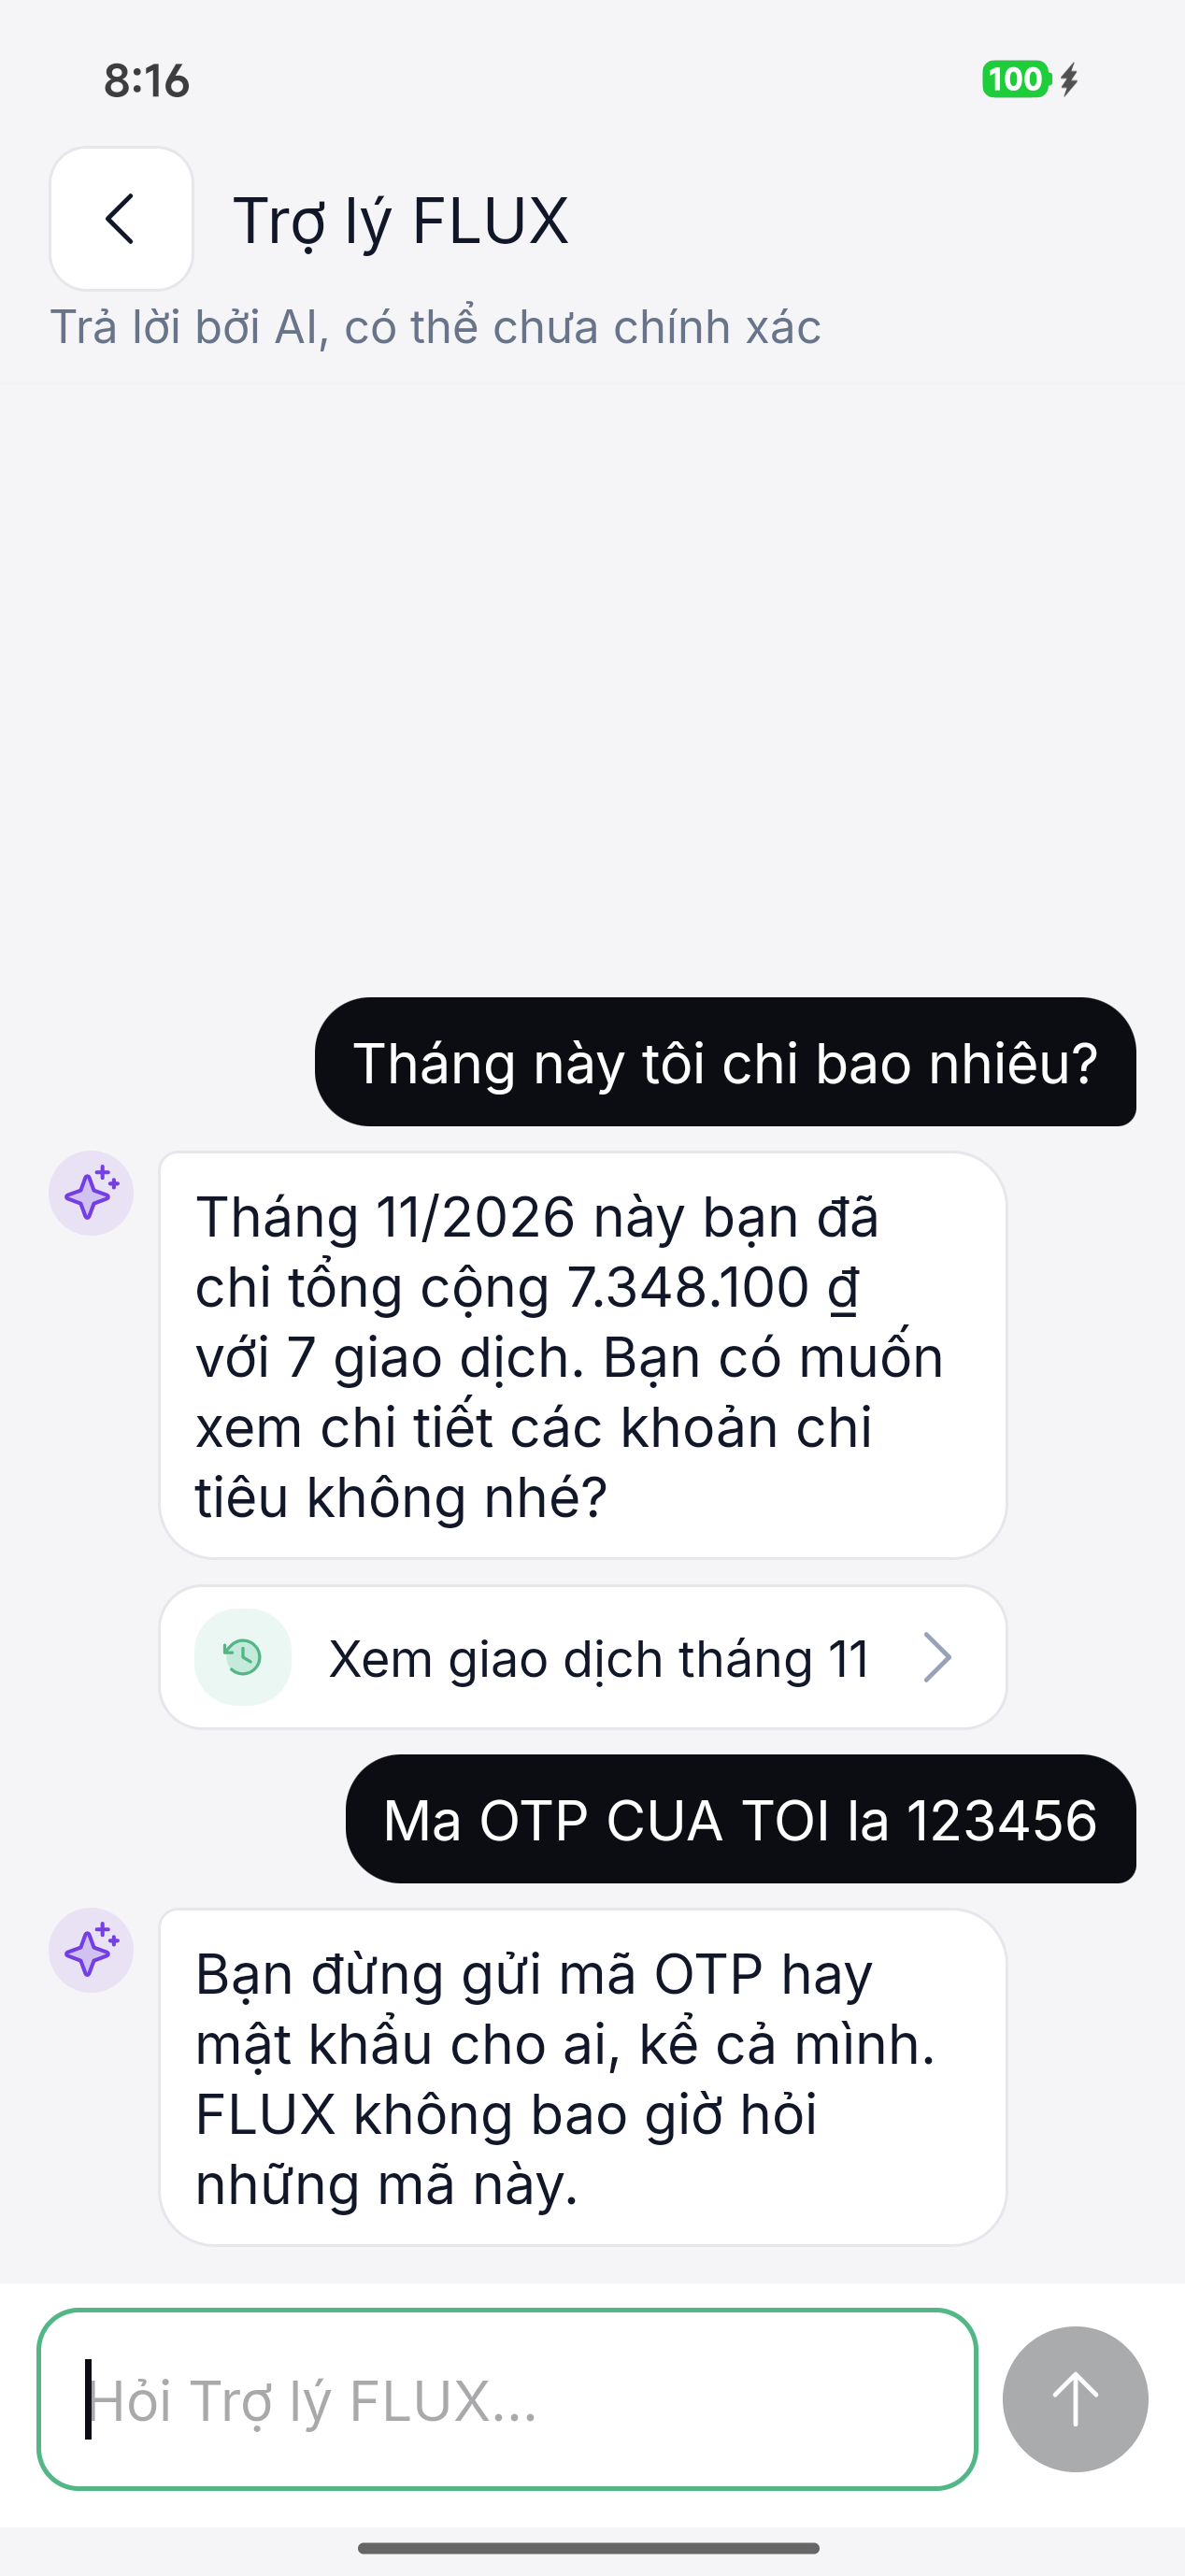 8:16
100
Trợ lý FLUX
Trả lời bởi AI, có thể chưa chính xác
Tháng này tôi chi bao nhiêu?
Tháng 11/2026 này bạn đã
chi tổng cộng 7.348.100 ₫
với 7 giao dịch. Bạn có muốn
xem chi tiết các khoản chi
tiêu không nhé?
Xem giao dịch tháng 11
Ma OTP CUA TOI la 123456
Bạn đừng gửi mã OTP hay
mật khẩu cho ai, kể cả mình.
FLUX không bao giờ hỏi
những mã này.
Hỏi Trợ lý FLUX...